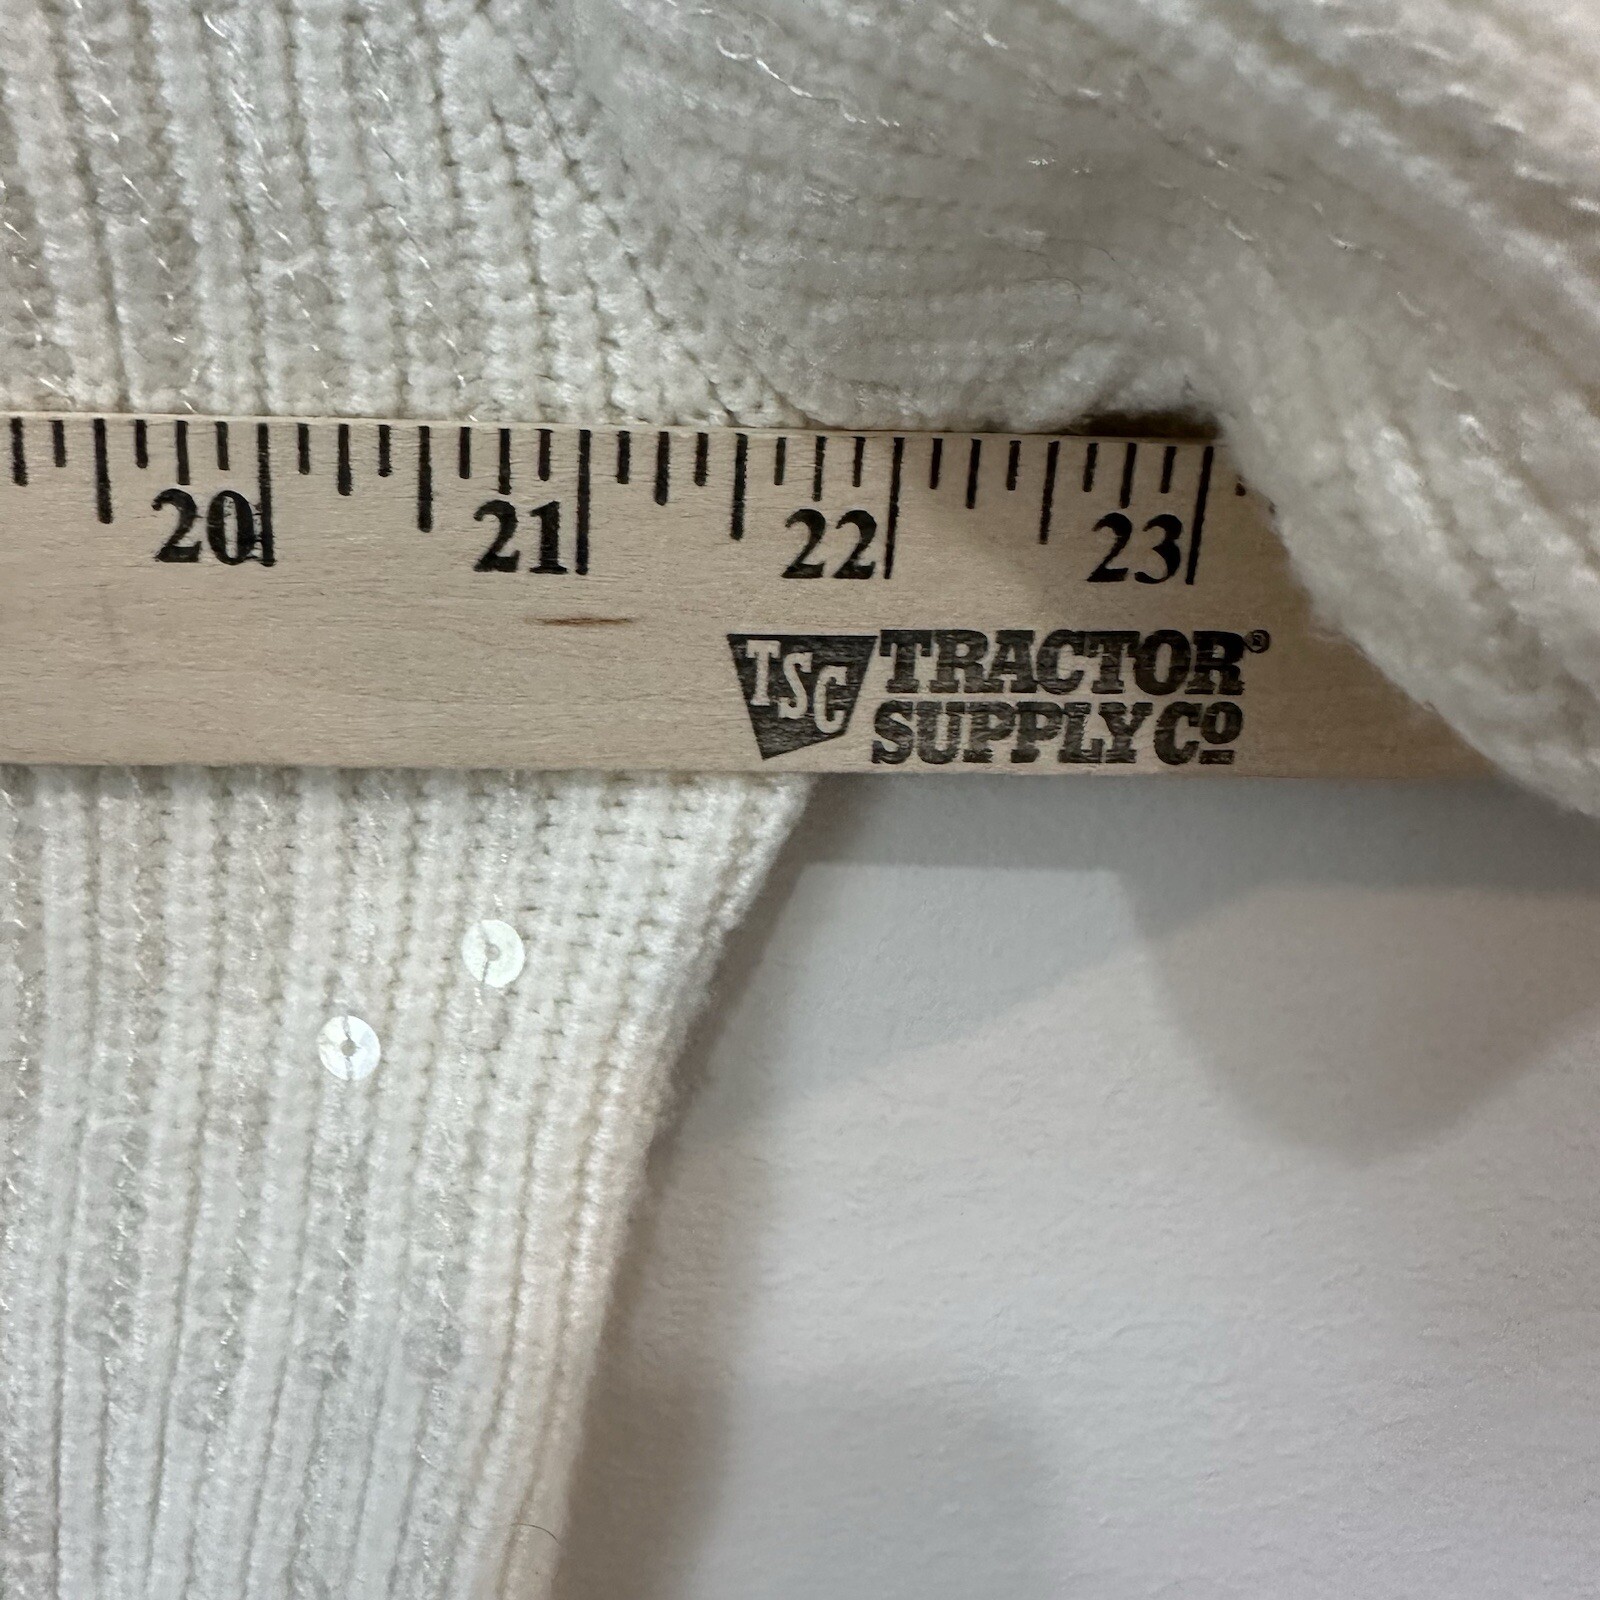 20 21 22 23
TSC TRACTOR®
SUPPLY CO